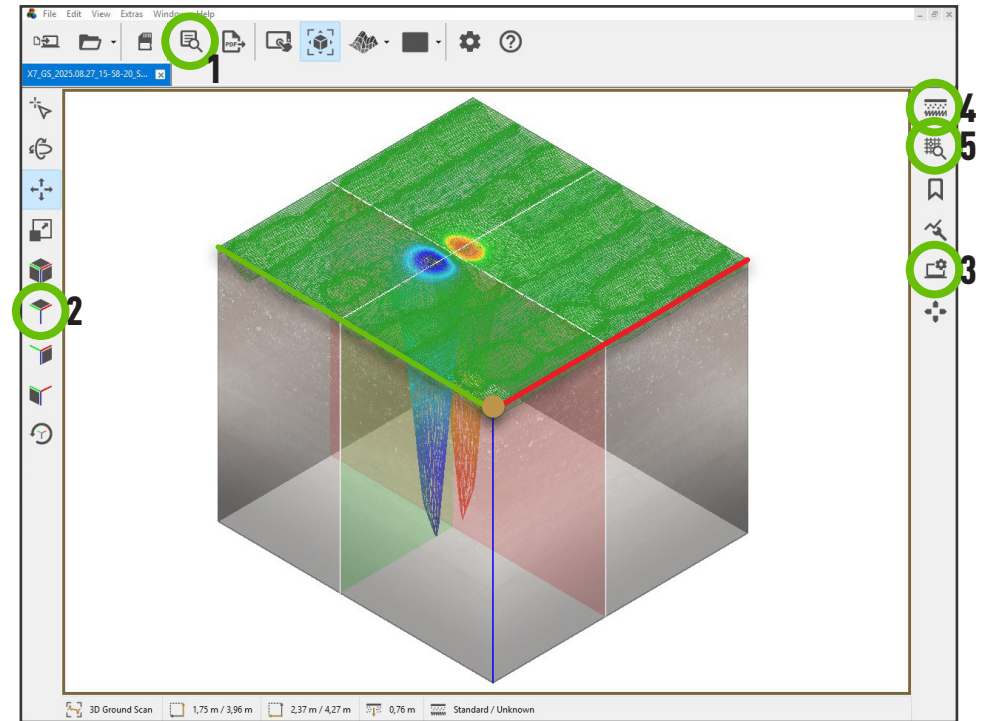 File Edit View Extras Window Help
PDF
1
X7_GS_2025.08.27_15-58-20_S...
4
5
2
3
3D Ground Scan 1,75 m / 3,96 m 2,37 m / 4,27 m 0,76 m Standard / Unknown